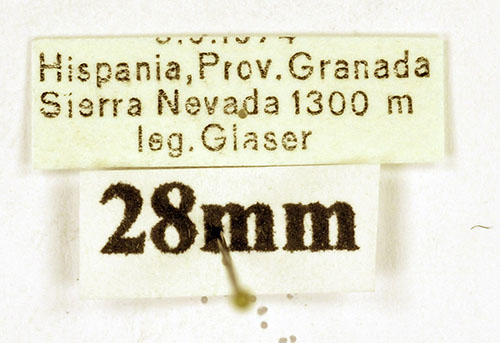 Hispania, Prov. Granada
Sierra Nevada 1300 m
leg. Glaser
28mm